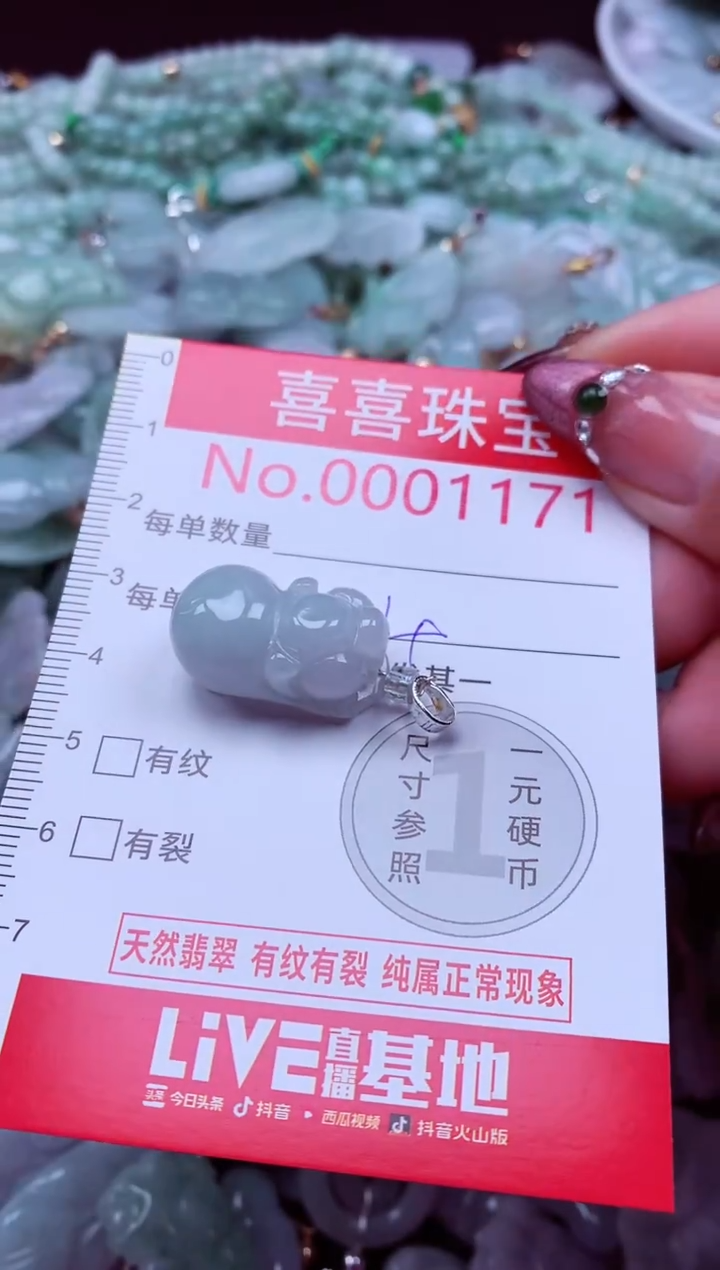 0
喜喜珠宝
1
No.0001171
2
每单数量
3
每单
4
基一
5
有纹
尺寸参照
一元硬币
1
6
有裂
7
天然翡翠 有纹有裂 纯属正常现象
LiVE直播基地
头条 今日头条 抖音 西瓜视频 抖音火山版